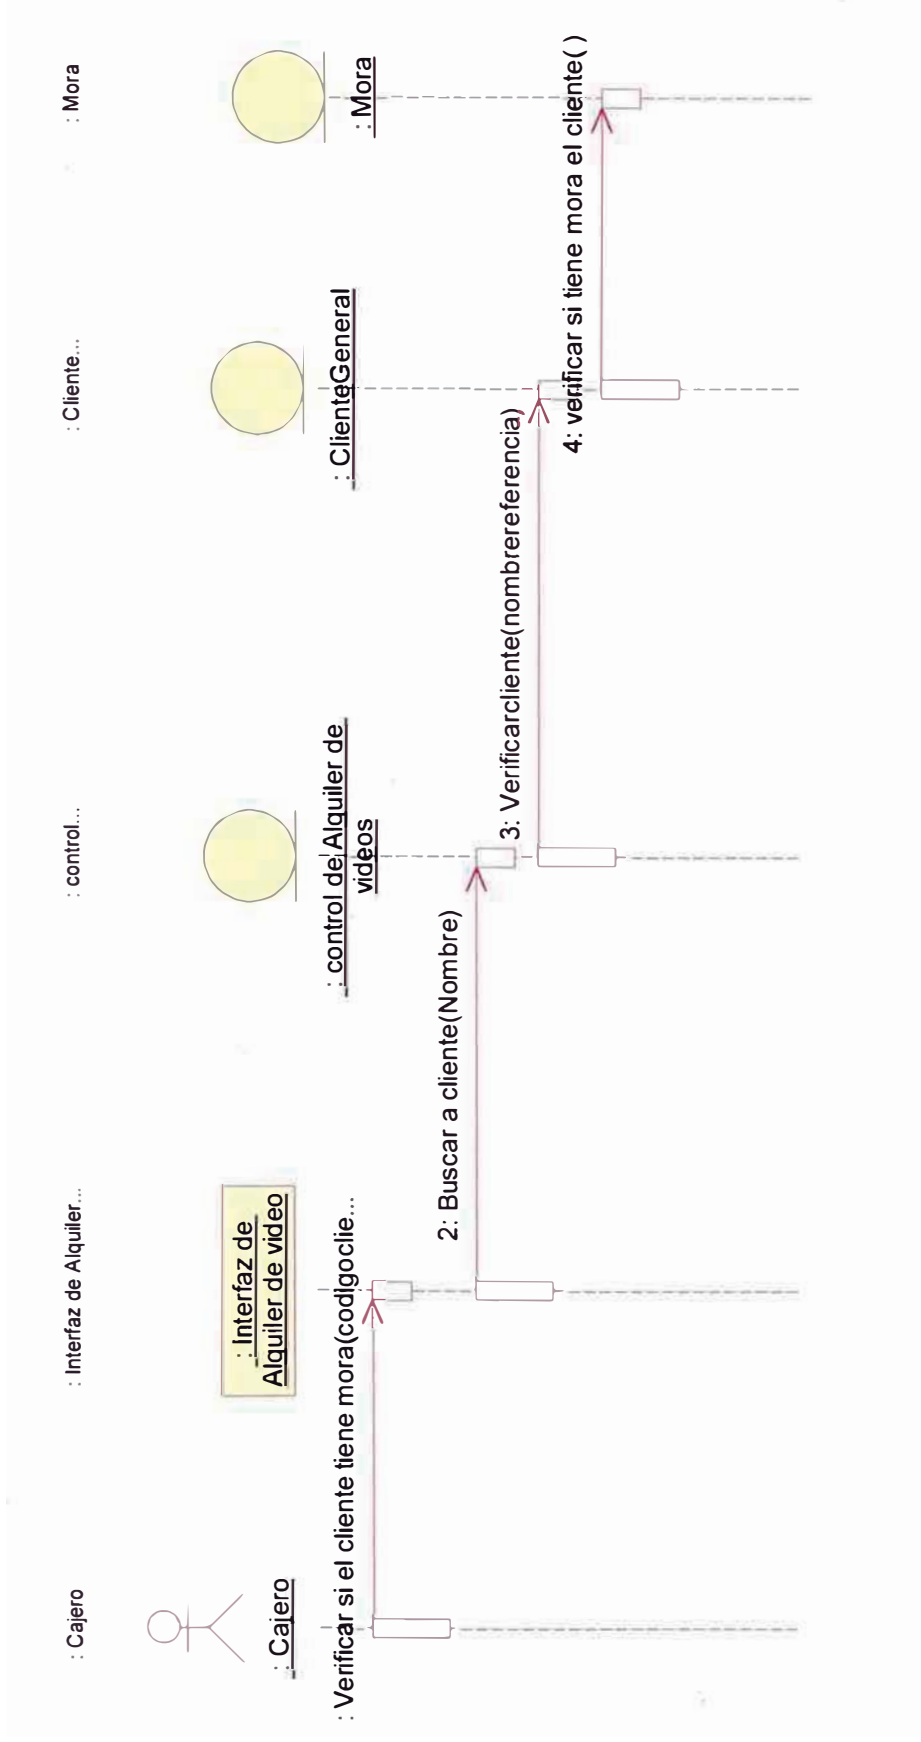 : Cajero
: Interfaz de Alquiler...
: control...
: Cliente...
: Mora
: Cajero
: Interfaz de
Alquiler de video
: control de Alquiler de
videos
: ClienteGeneral
: Mora
: Verificar si el cliente tiene mora(codigoclie...
2: Buscar a cliente(Nombre)
3: Verificarcliente(nombrereferencia)
4: verificar si tiene mora el cliente( )